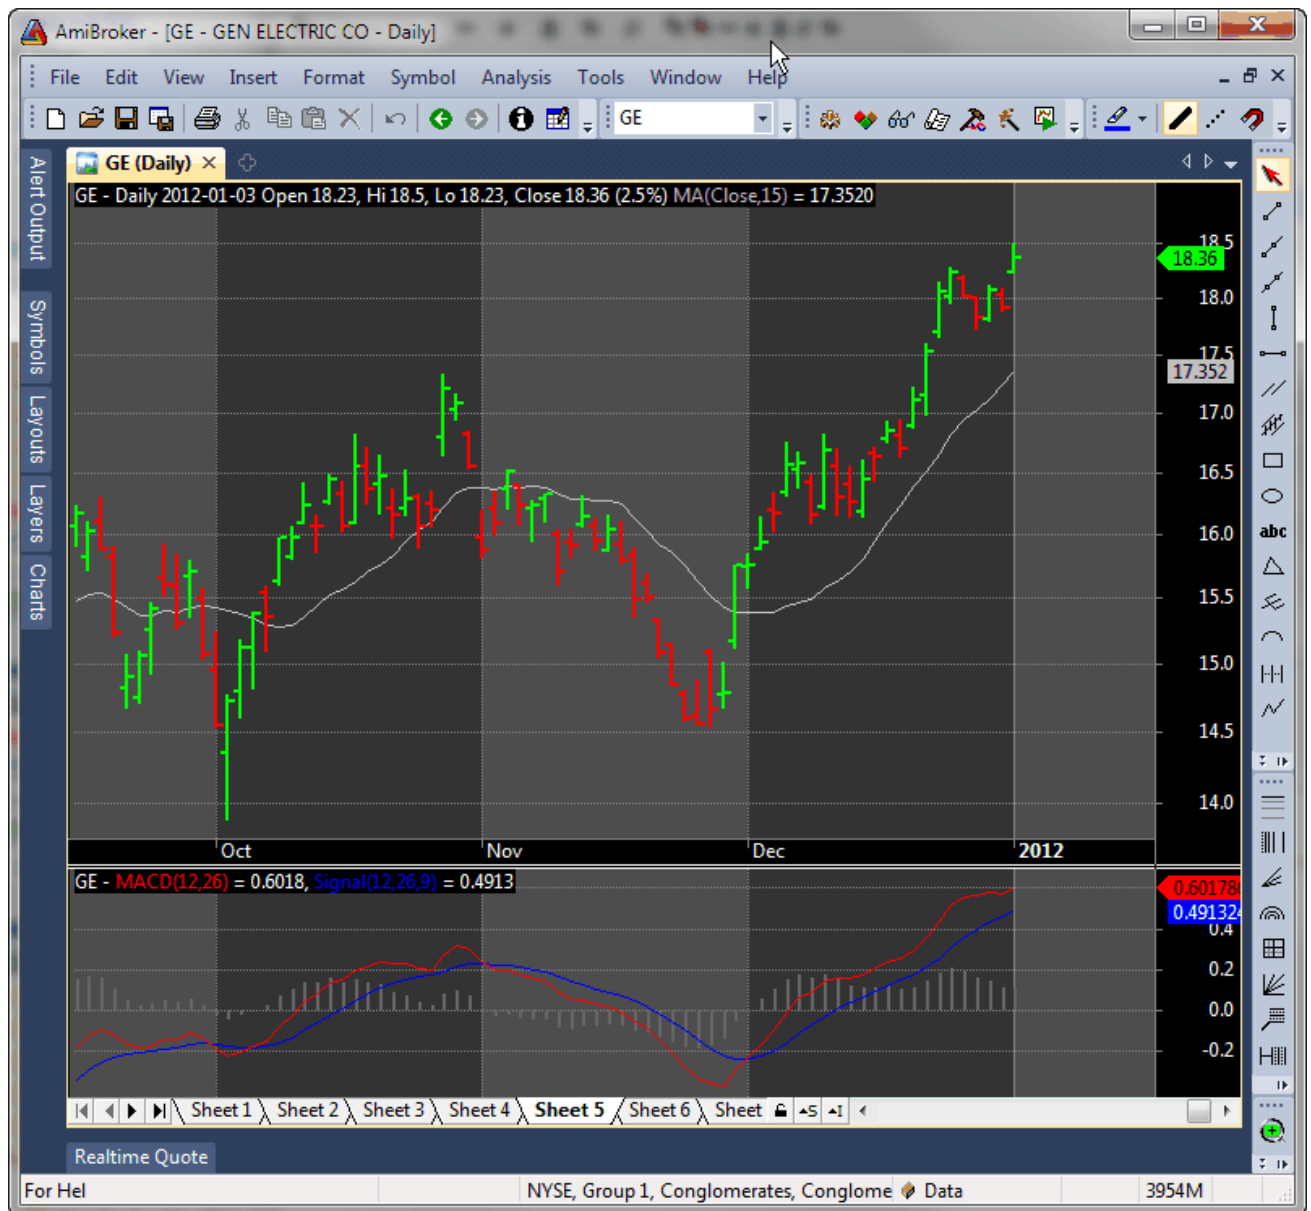 AmiBroker - [GE - GEN ELECTRIC CO - Daily]
File Edit View Insert Format Symbol Analysis Tools Window Help
GE
GE (Daily)
Alert Output
Symbols
Layouts
Layers
Charts
GE - Daily 2012-01-03 Open 18.23, Hi 18.5, Lo 18.23, Close 18.36 (2.5%) MA(Close,15) = 17.3520
18.5
18.36
18.0
17.5
17.352
17.0
16.5
16.0
15.5
15.0
14.5
14.0
abc
Oct Nov Dec 2012
GE - MACD(12,26) = 0.6018, Signal(12,26,9) = 0.4913
0.601786
0.491324
0.4
0.2
0.0
-0.2
Sheet 1 Sheet 2 Sheet 3 Sheet 4 Sheet 5 Sheet 6 Sheet S I
Realtime Quote
For Hel NYSE, Group 1, Conglomerates, Conglome Data 3954M